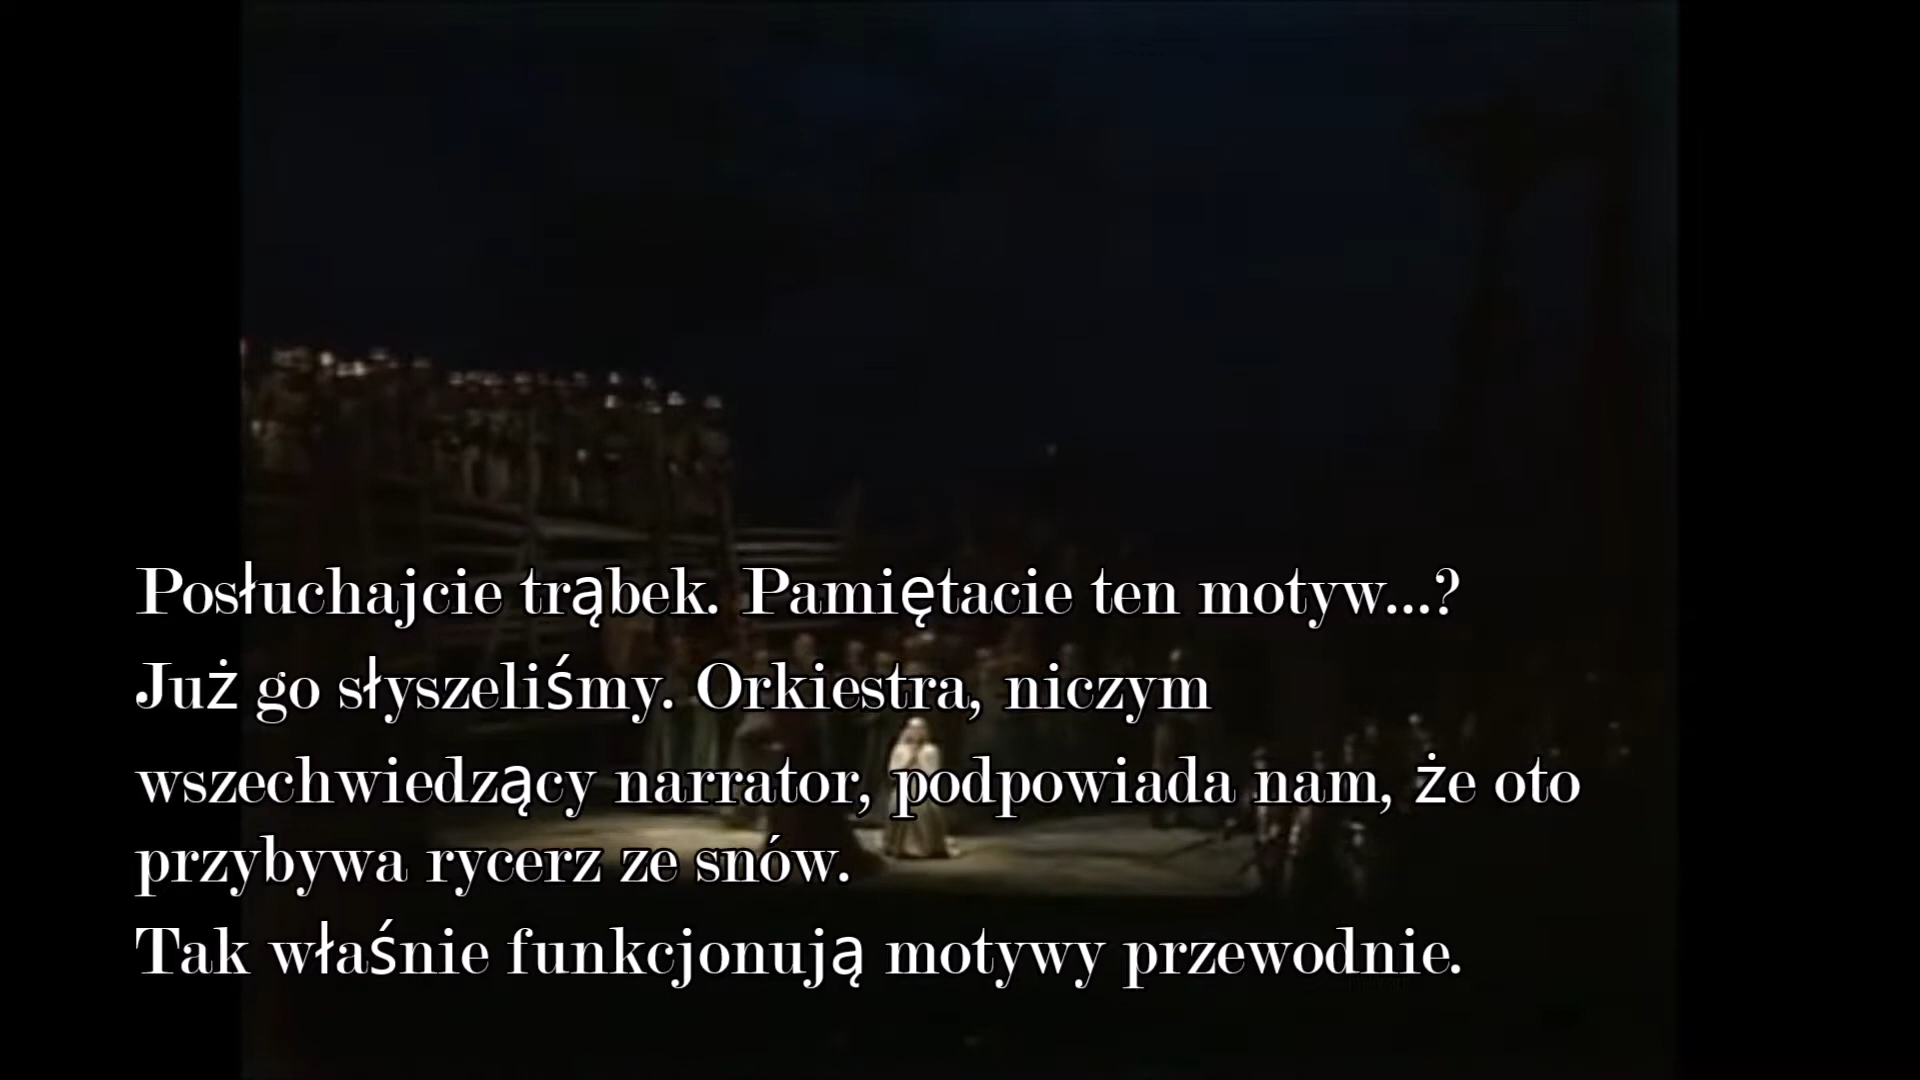 Posłuchajcie trąbek. Pamiętacie ten motyw...?
Już go słyszeliśmy. Orkiestra, niczym
wszechwiedzący narrator, podpowiada nam, że oto
przybywa rycerz ze snów.
Tak właśnie funkcjonują motywy przewodnie.